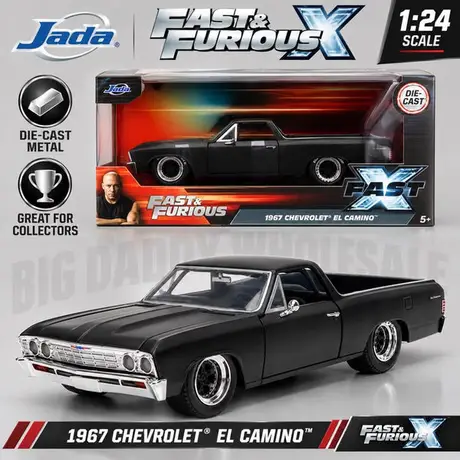 Jada®
FAST & FURIOUS X
1:24
SCALE
DIE-CAST
METAL
GREAT FOR
COLLECTORS
Jada
DIE-
CAST
FAST &
FURIOUS
FAST X
1967 CHEVROLET® EL CAMINO™
5+
BIG DADDY WHOLESALE
1967 CHEVROLET® EL CAMINO™
FAST &
FURIOUS X